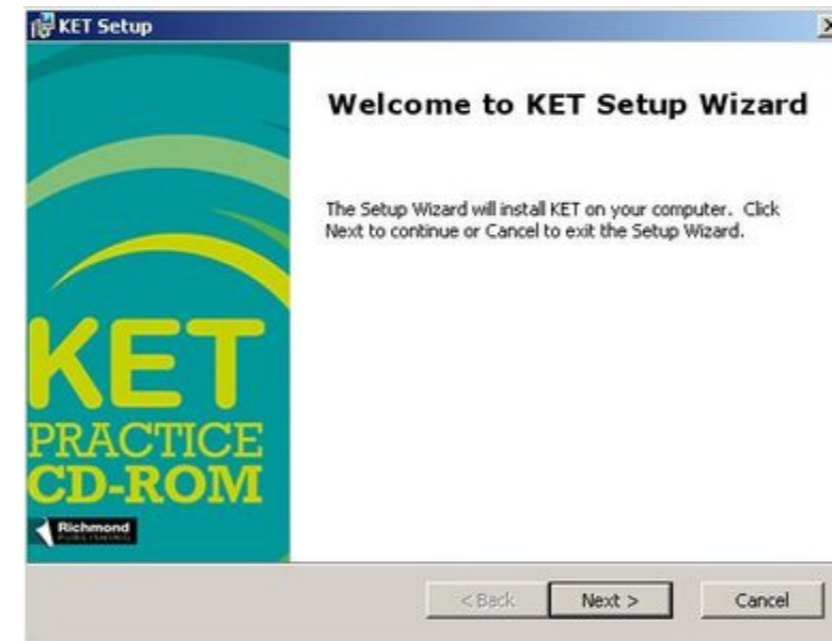 KET Setup
Welcome to KET Setup Wizard
The Setup Wizard will install KET on your computer. Click
Next to continue or Cancel to exit the Setup Wizard.
KET
PRACTICE
CD-ROM
Richmond
PUBLISHING
< Back
Next >
Cancel